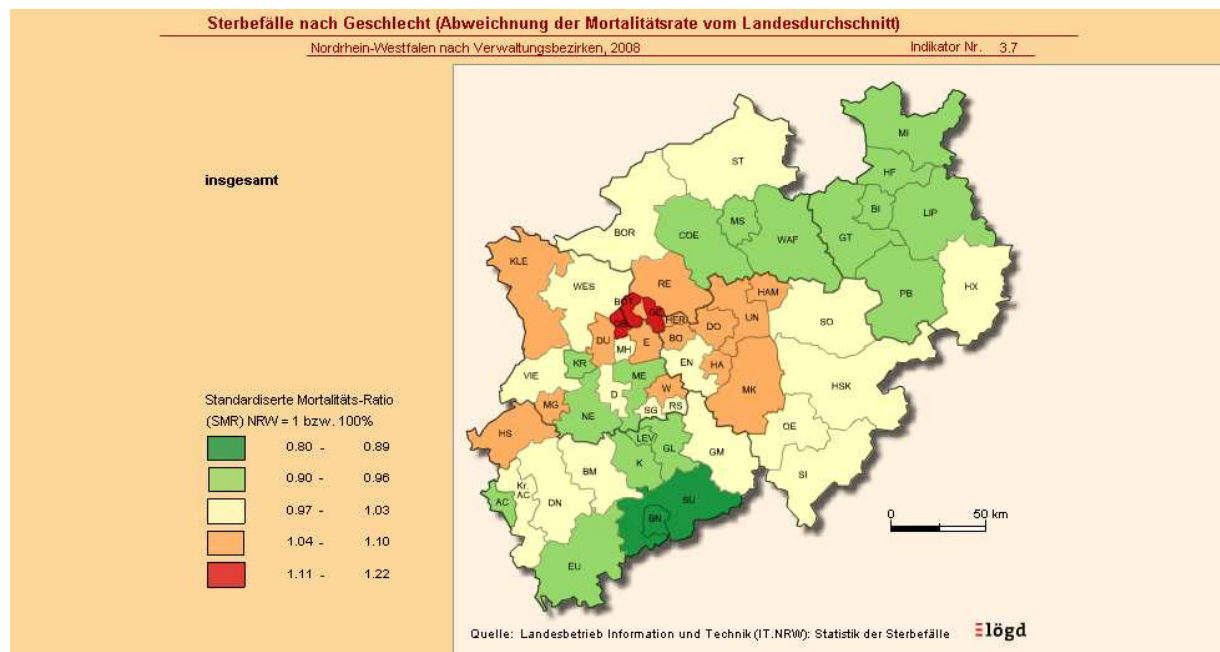 Sterbefälle nach Geschlecht (Abweichnung der Mortalitätsrate vom Landesdurchschnitt)
Nordrhein-Westfalen nach Verwaltungsbezirken, 2008 Indikator Nr. 3.7
insgesamt
Standardiserte Mortalitäts-Ratio
(SMR) NRW = 1 bzw. 100%
0.80 - 0.89
0.90 - 0.96
0.97 - 1.03
1.04 - 1.10
1.11 - 1.22
MI
ST
HF
BI
LIP
BOR
MS
COE
WAF
GT
KLE
WES
RE
HAM
PB
HX
BOT
GE
OB
HER
UN
SO
DU
MH
E
BO
DO
EN
HA
KR
ME
VIE
D
W
MK
HSK
MG
NE
SG
RS
HS
OE
LEV
GL
K
GM
BM
SI
Kr.
AC
AC
DN
SU
BN
EU
0 50 km
Quelle: Landesbetrieb Information und Technik (IT.NRW): Statistik der Sterbefälle
lögd